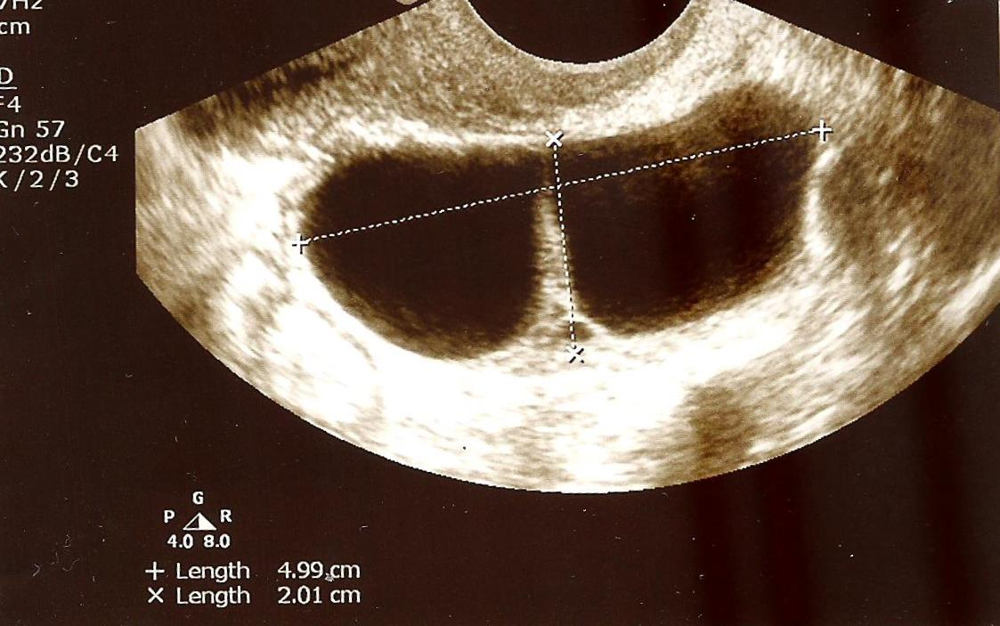 cm
D
Gn 57
232dB/C4
K/2/3
G
P R
4.0 8.0
+ Length 4.99 cm
× Length 2.01 cm